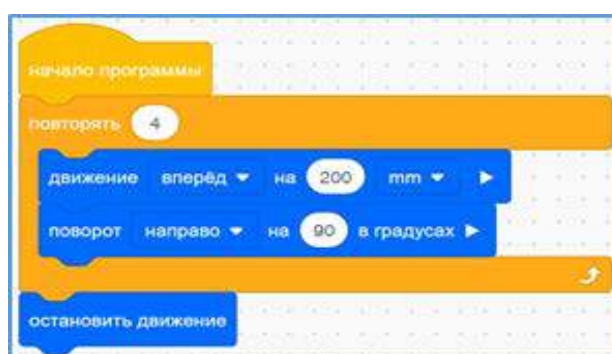 начало программы
повторять 4
движение вперёд на 200 mm
поворот направо на 90 в градусах
остановить движение